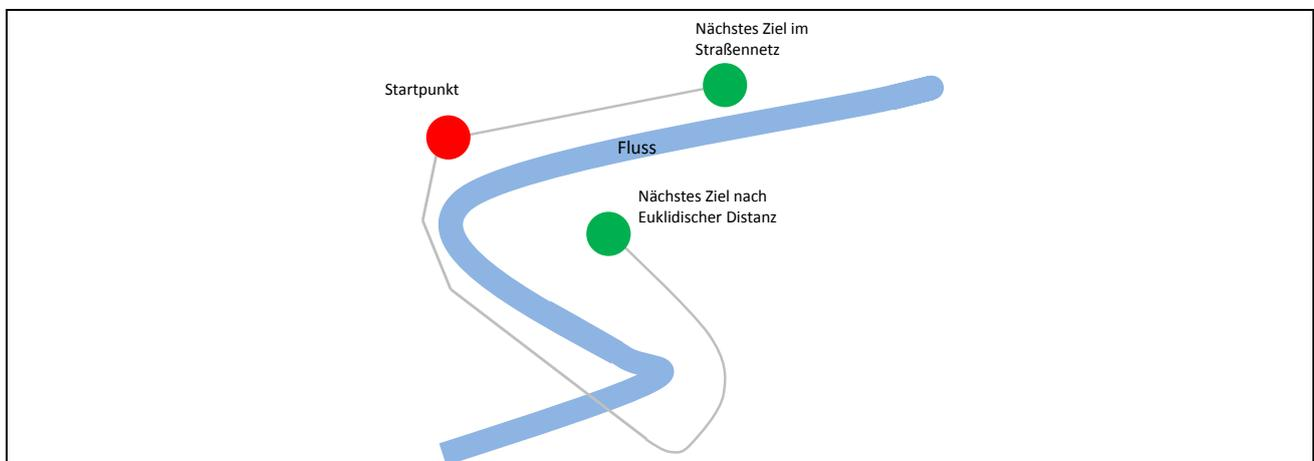 Nächstes Ziel im
Straßennetz
Startpunkt
Fluss
Nächstes Ziel nach
Euklidischer Distanz